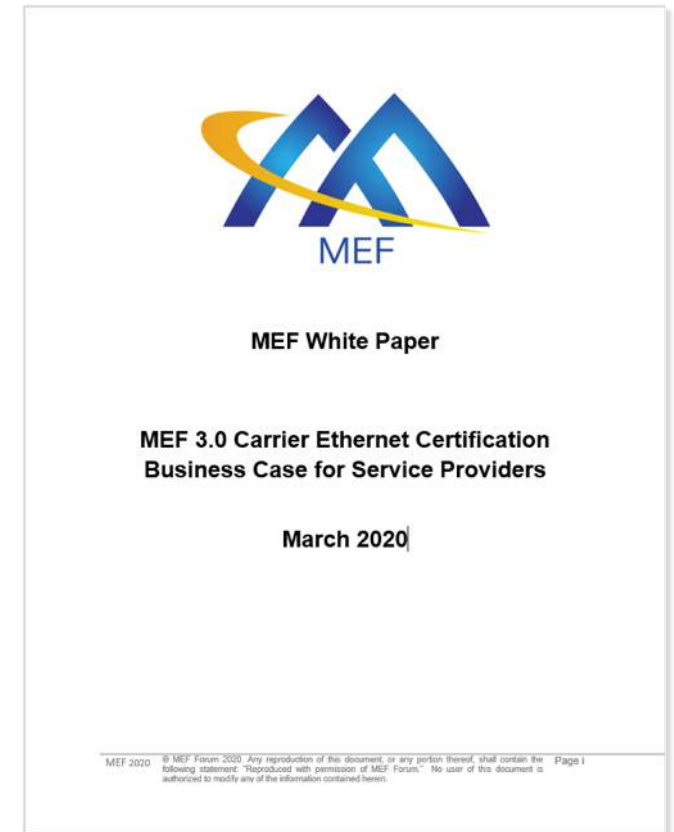 MEF
MEF White Paper
MEF 3.0 Carrier Ethernet Certification
Business Case for Service Providers
March 2020
MEF 2020
© MEF Forum 2020. Any reproduction of this document, or any portion thereof, shall contain the
following statement: "Reproduced with permission of MEF Forum." No user of this document is
authorized to modify any of the information contained herein.
Page i